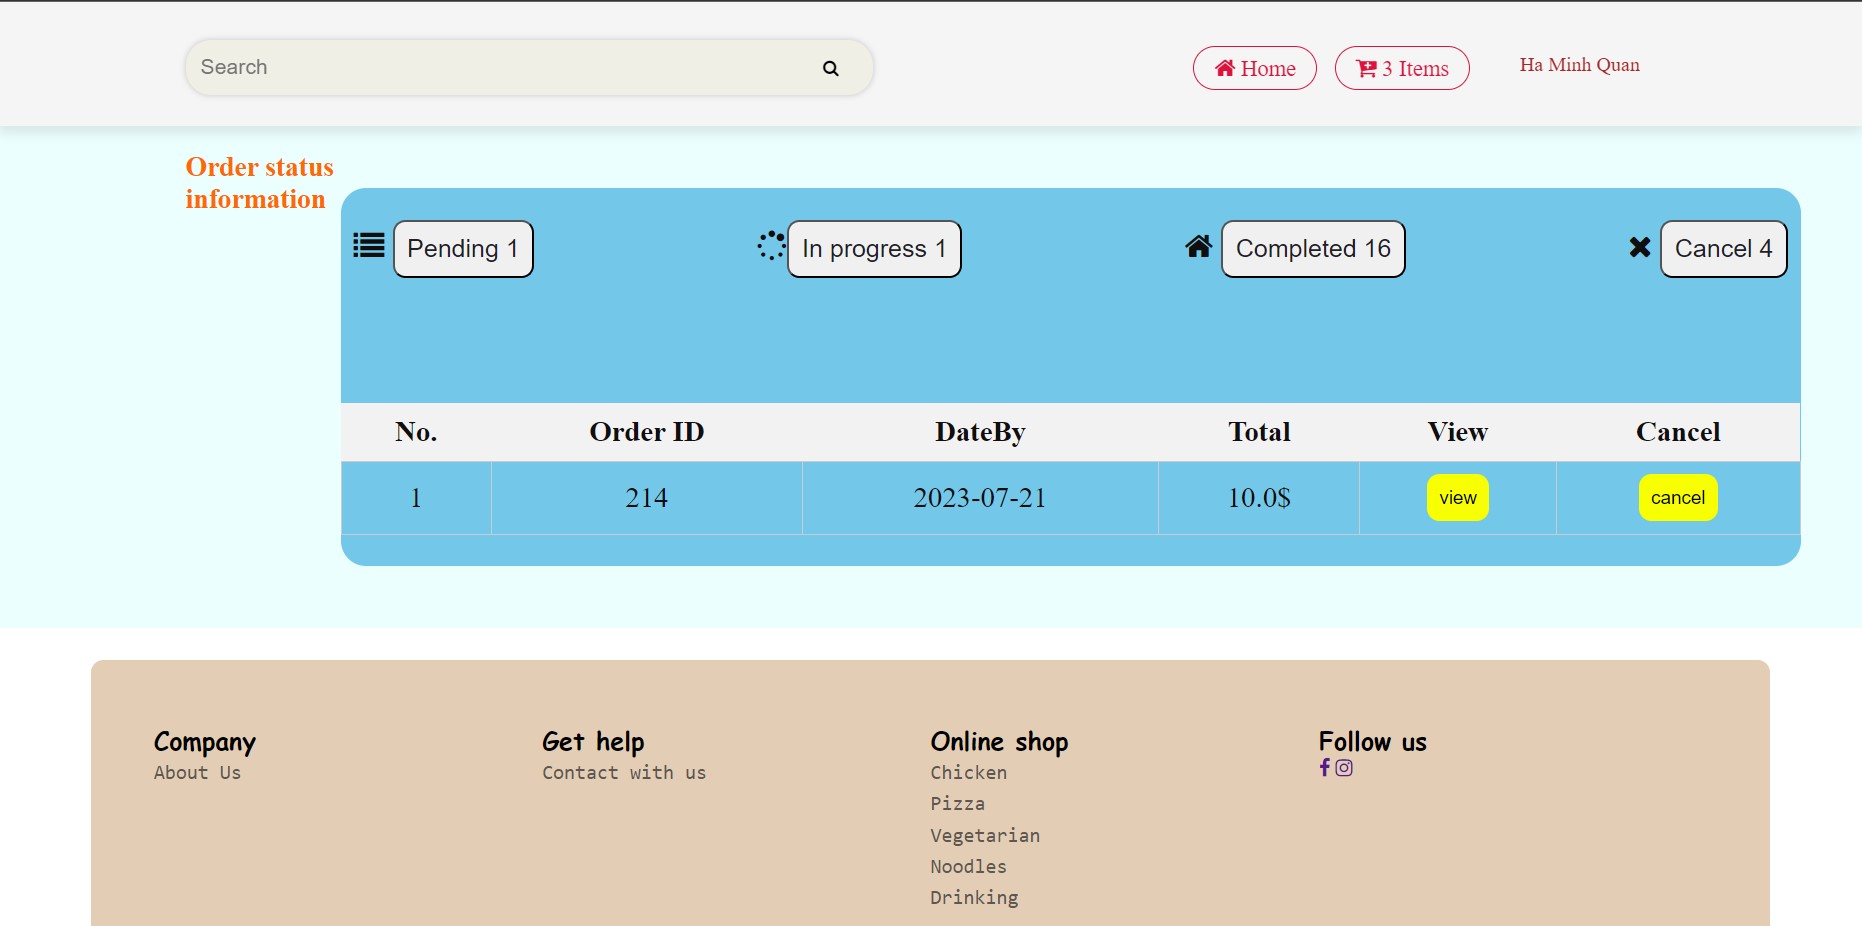 Search
Home
3 Items
Ha Minh Quan
Order status
information
Pending 1
In progress 1
Completed 16
Cancel 4
No. Order ID DateBy Total View Cancel
1 214 2023-07-21 10.0$ view cancel
Company
About Us
Get help
Contact with us
Online shop
Chicken
Pizza
Vegetarian
Noodles
Drinking
Follow us